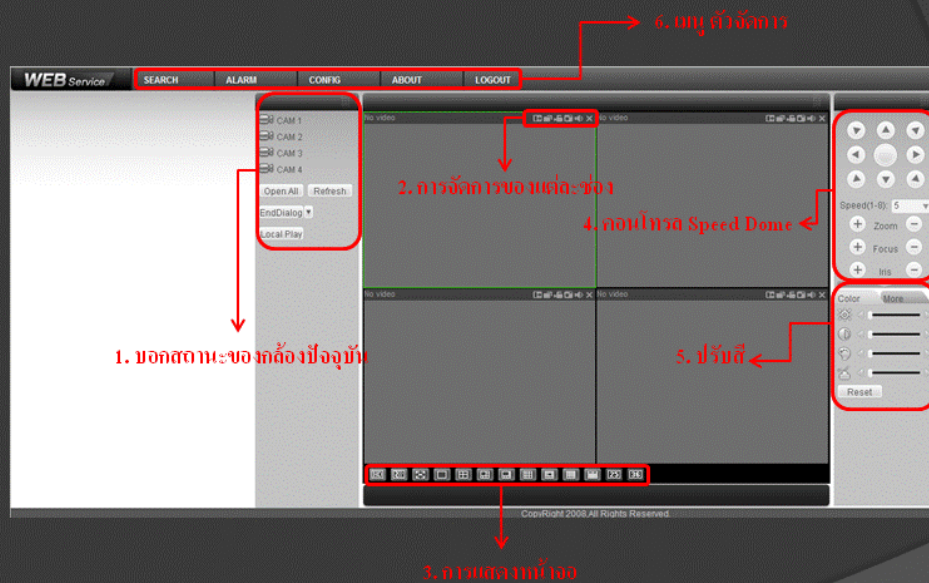 6. เมนู ตัวจัดการ
WEB Service
SEARCH ALARM CONFIG ABOUT LOGOUT
CAM 1
CAM 2
CAM 3
CAM 4
Open All Refresh
EndDialog
Local Play
1. บอกสถานะของกล้องปัจจุบัน
No video
No video
2. การจัดการของแต่ละช่อง
No video
No video
4. คอนโทรล Speed Dome
Speed(1-8): 5
Zoom
Focus
Iris
Color More
5. ปรับสี
Reset
25 36
CopyRight 2008,All Rights Reserved.
3. การแสดงหน้าจอ